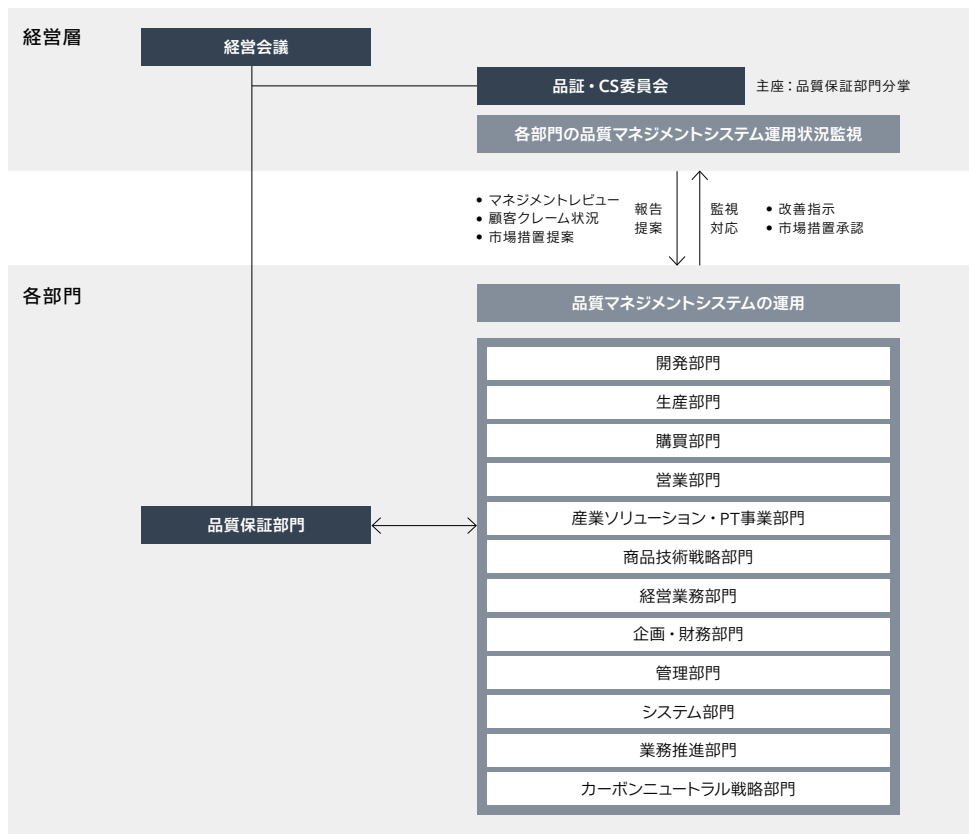 経営層
経営会議
品証・CS委員会
主座：品質保証部門分掌
各部門の品質マネジメントシステム運用状況監視
• マネジメントレビュー
• 顧客クレーム状況
• 市場措置提案
報告
提案
監視
対応
• 改善指示
• 市場措置承認
各部門
品質マネジメントシステムの運用
開発部門
生産部門
購買部門
営業部門
品質保証部門
産業ソリューション・PT事業部門
商品技術戦略部門
経営業務部門
企画・財務部門
管理部門
システム部門
業務推進部門
カーボンニュートラル戦略部門